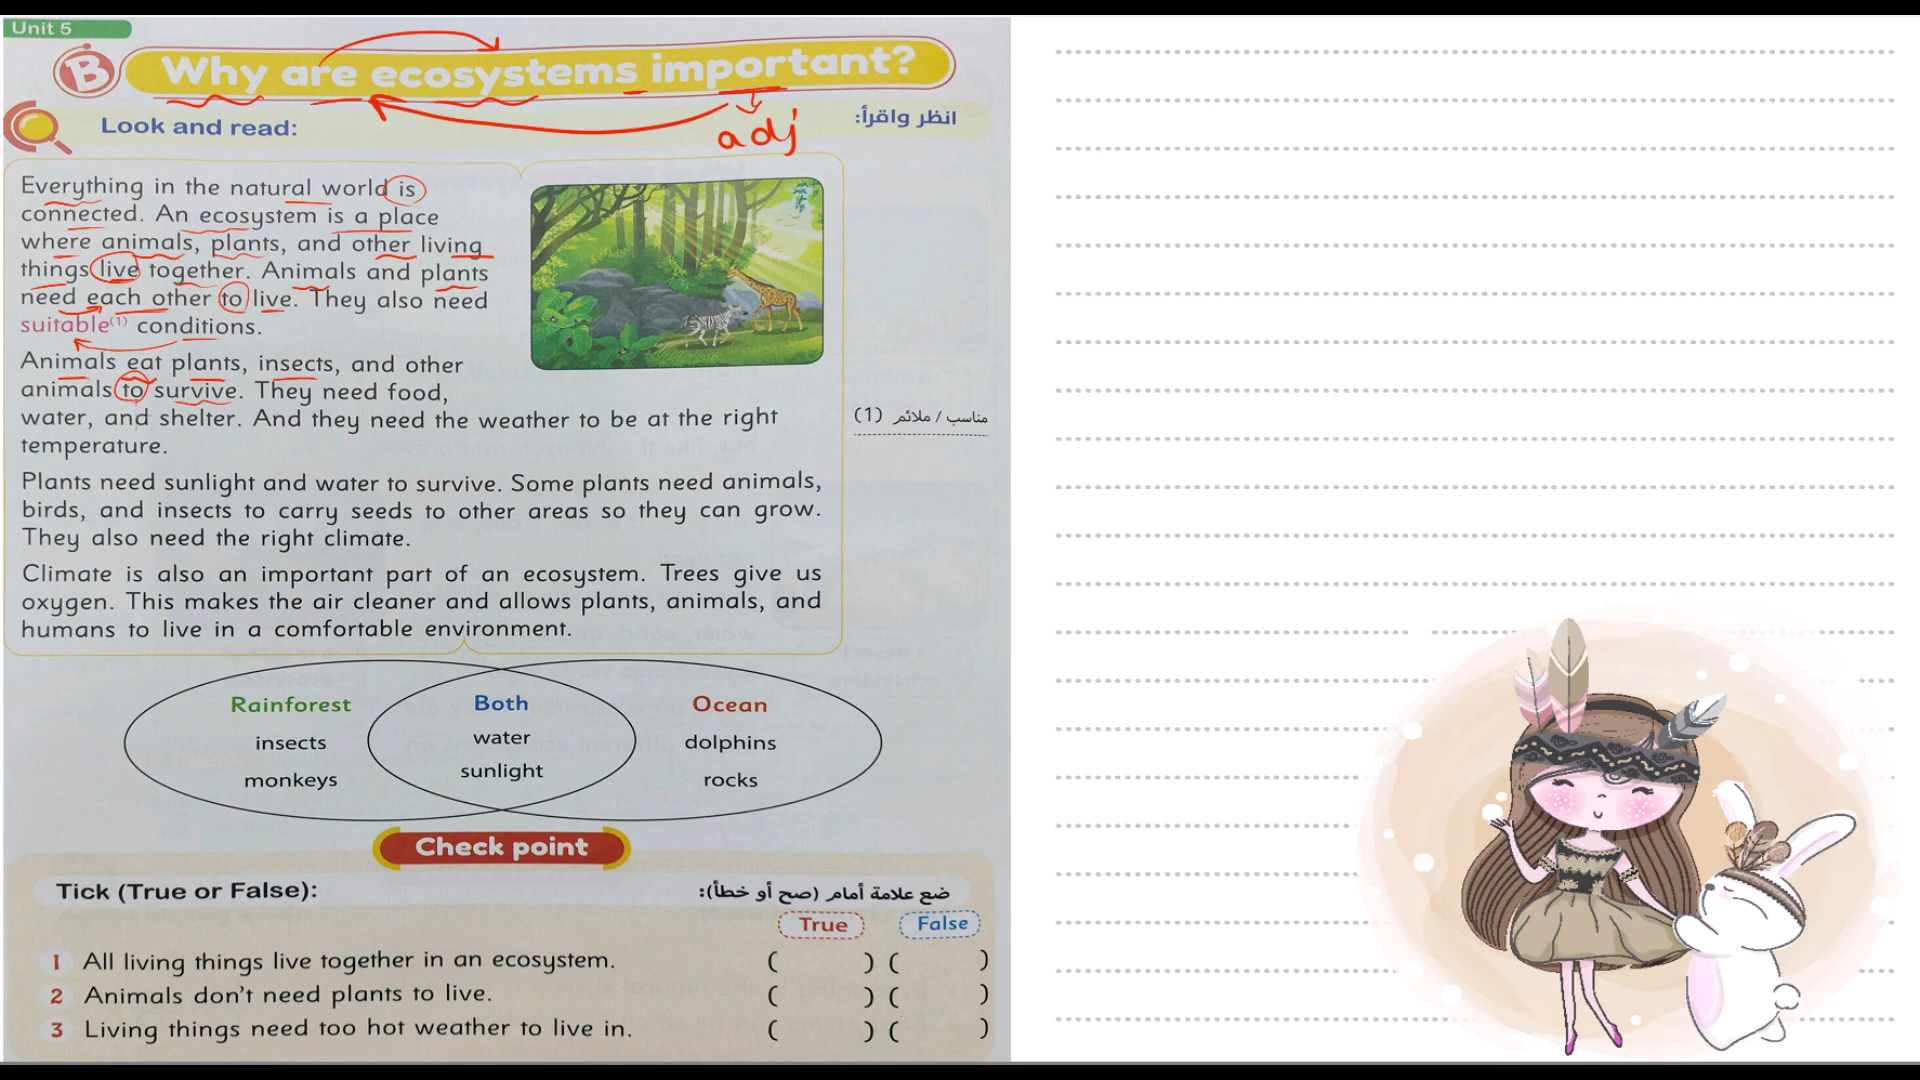 Unit 5
B Why are ecosystems important?
adj
Look and read:
انظر واقرأ:
Everything in the natural world is
connected. An ecosystem is a place
where animals, plants, and other living
things live together. Animals and plants
need each other to live. They also need
suitable(1) conditions.
Animals eat plants, insects, and other
animals to survive. They need food,
water, and shelter. And they need the weather to be at the right
temperature.
(1) مناسب / ملائم
Plants need sunlight and water to survive. Some plants need animals,
birds, and insects to carry seeds to other areas so they can grow.
They also need the right climate.
Climate is also an important part of an ecosystem. Trees give us
oxygen. This makes the air cleaner and allows plants, animals, and
humans to live in a comfortable environment.
Rainforest
insects
monkeys
Both
water
sunlight
Ocean
dolphins
rocks
Check point
Tick (True or False):
ضع علامة أمام (صح أو خطأ):
True False
1 All living things live together in an ecosystem. ( ) ( )
2 Animals don't need plants to live. ( ) ( )
3 Living things need too hot weather to live in. ( ) ( )